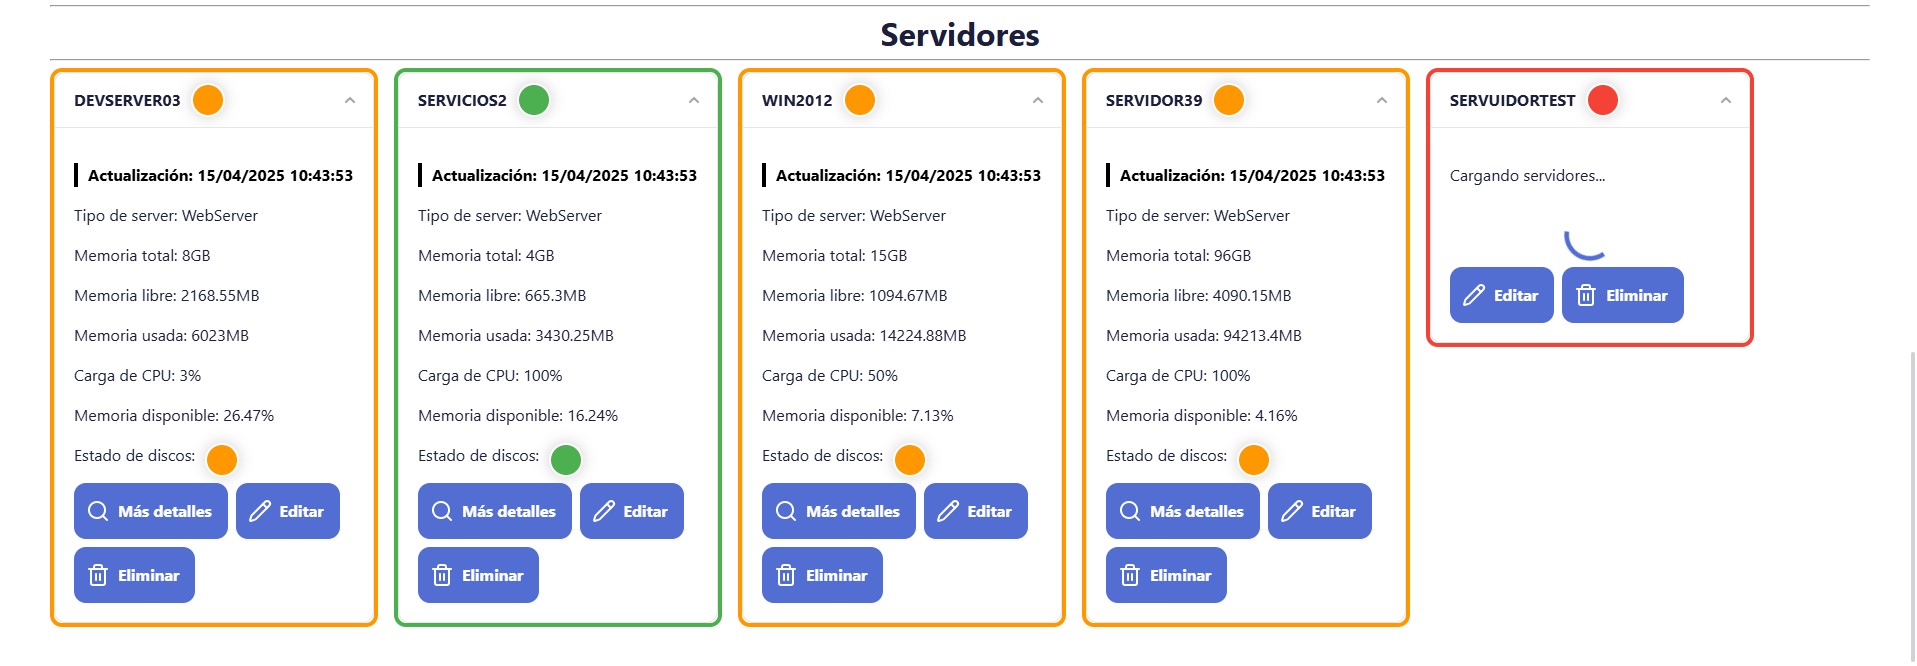 Servidores
DEVSERVER03
Actualización: 15/04/2025 10:43:53
Tipo de server: WebServer
Memoria total: 8GB
Memoria libre: 2168.55MB
Memoria usada: 6023MB
Carga de CPU: 3%
Memoria disponible: 26.47%
Estado de discos:
Más detalles
Editar
Eliminar
SERVICIOS2
Actualización: 15/04/2025 10:43:53
Tipo de server: WebServer
Memoria total: 4GB
Memoria libre: 665.3MB
Memoria usada: 3430.25MB
Carga de CPU: 100%
Memoria disponible: 16.24%
Estado de discos:
Más detalles
Editar
Eliminar
WIN2012
Actualización: 15/04/2025 10:43:53
Tipo de server: WebServer
Memoria total: 15GB
Memoria libre: 1094.67MB
Memoria usada: 14224.88MB
Carga de CPU: 50%
Memoria disponible: 7.13%
Estado de discos:
Más detalles
Editar
Eliminar
SERVIDOR39
Actualización: 15/04/2025 10:43:53
Tipo de server: WebServer
Memoria total: 96GB
Memoria libre: 4090.15MB
Memoria usada: 94213.4MB
Carga de CPU: 100%
Memoria disponible: 4.16%
Estado de discos:
Más detalles
Editar
Eliminar
SERVUIDORTEST
Cargando servidores...
Editar
Eliminar